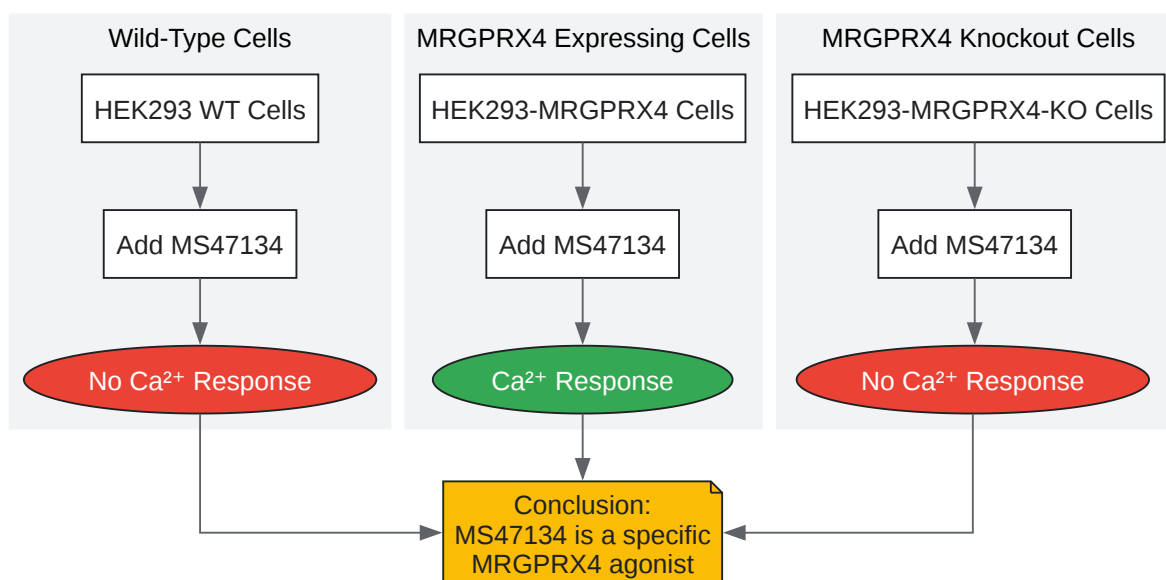 Wild-Type Cells
HEK293 WT Cells
Add MS47134
No Ca²⁺ Response
MRGPRX4 Expressing Cells
HEK293-MRGPRX4 Cells
Add MS47134
Ca²⁺ Response
MRGPRX4 Knockout Cells
HEK293-MRGPRX4-KO Cells
Add MS47134
No Ca²⁺ Response
Conclusion:
MS47134 is a specific
MRGPRX4 agonist